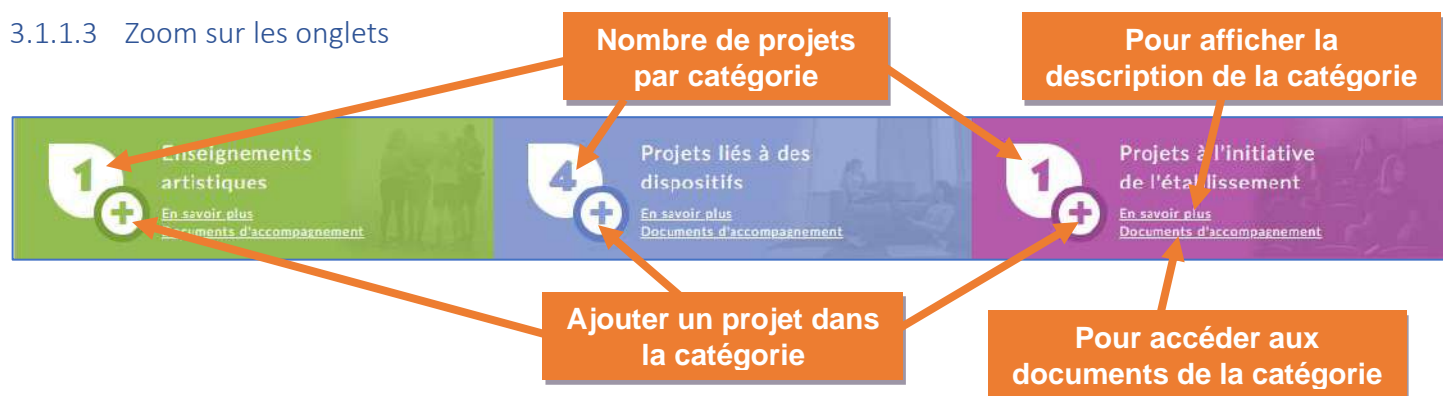 3.1.1.3 Zoom sur les onglets
Nombre de projets
par catégorie
Pour afficher la
description de la catégorie
1
Enseignements
artistiques
En savoir plus
Documents d'accompagnement
4
Projets liés à des
dispositifs
En savoir plus
Documents d'accompagnement
1
Projets à l'initiative
de l'établissement
En savoir plus
Documents d'accompagnement
Ajouter un projet dans
la catégorie
Pour accéder aux
documents de la catégorie